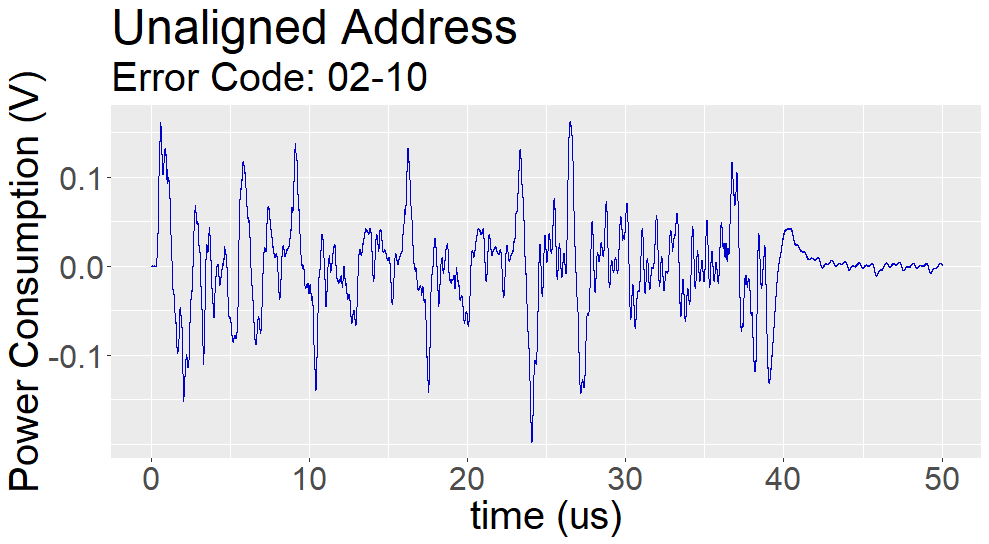 Unaligned Address
Error Code: 02-10
Power Consumption (V)
0.1
0.0
-0.1
0 10 20 30 40 50
time (us)